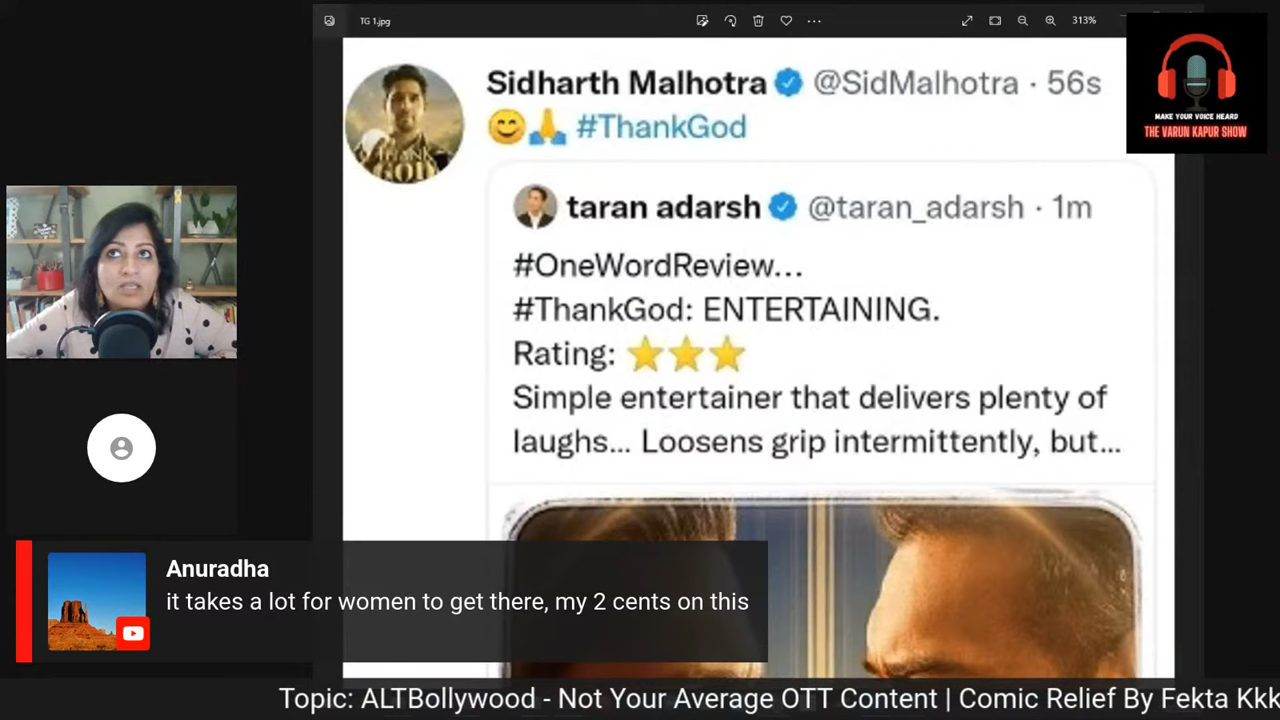 TG 1.jpg
313%
Sidharth Malhotra @SidMalhotra · 56s
😊🙏 #ThankGod
THANK
GOD
taran adarsh @taran_adarsh · 1m
#OneWordReview...
#ThankGod: ENTERTAINING.
Rating: ⭐⭐⭐
Simple entertainer that delivers plenty of
laughs... Loosens grip intermittently, but...
MAKE YOUR VOICE HEARD
THE VARUN KAPUR SHOW
Anuradha
it takes a lot for women to get there, my 2 cents on this
Topic: ALTBollywood - Not Your Average OTT Content | Comic Relief By Fekta Kkk